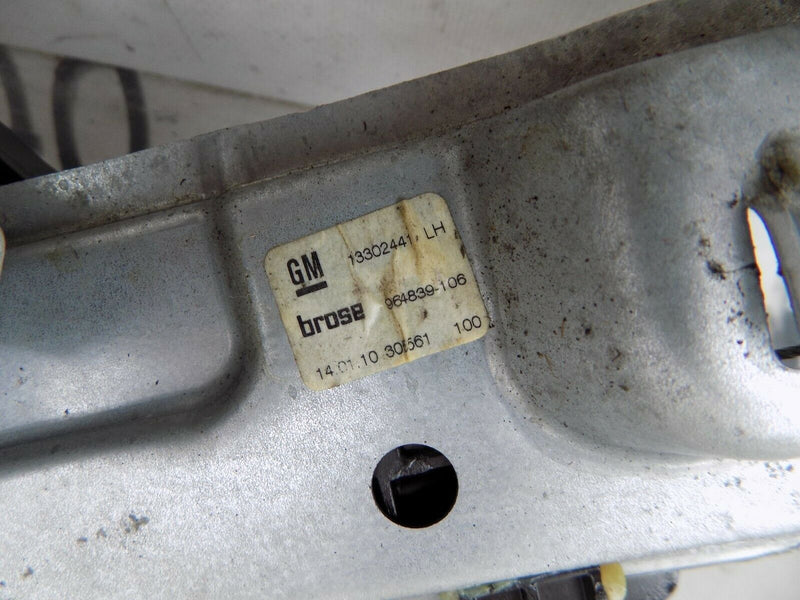 GM 13302441, LH
brose 964839-106
14.01.10 30561 100